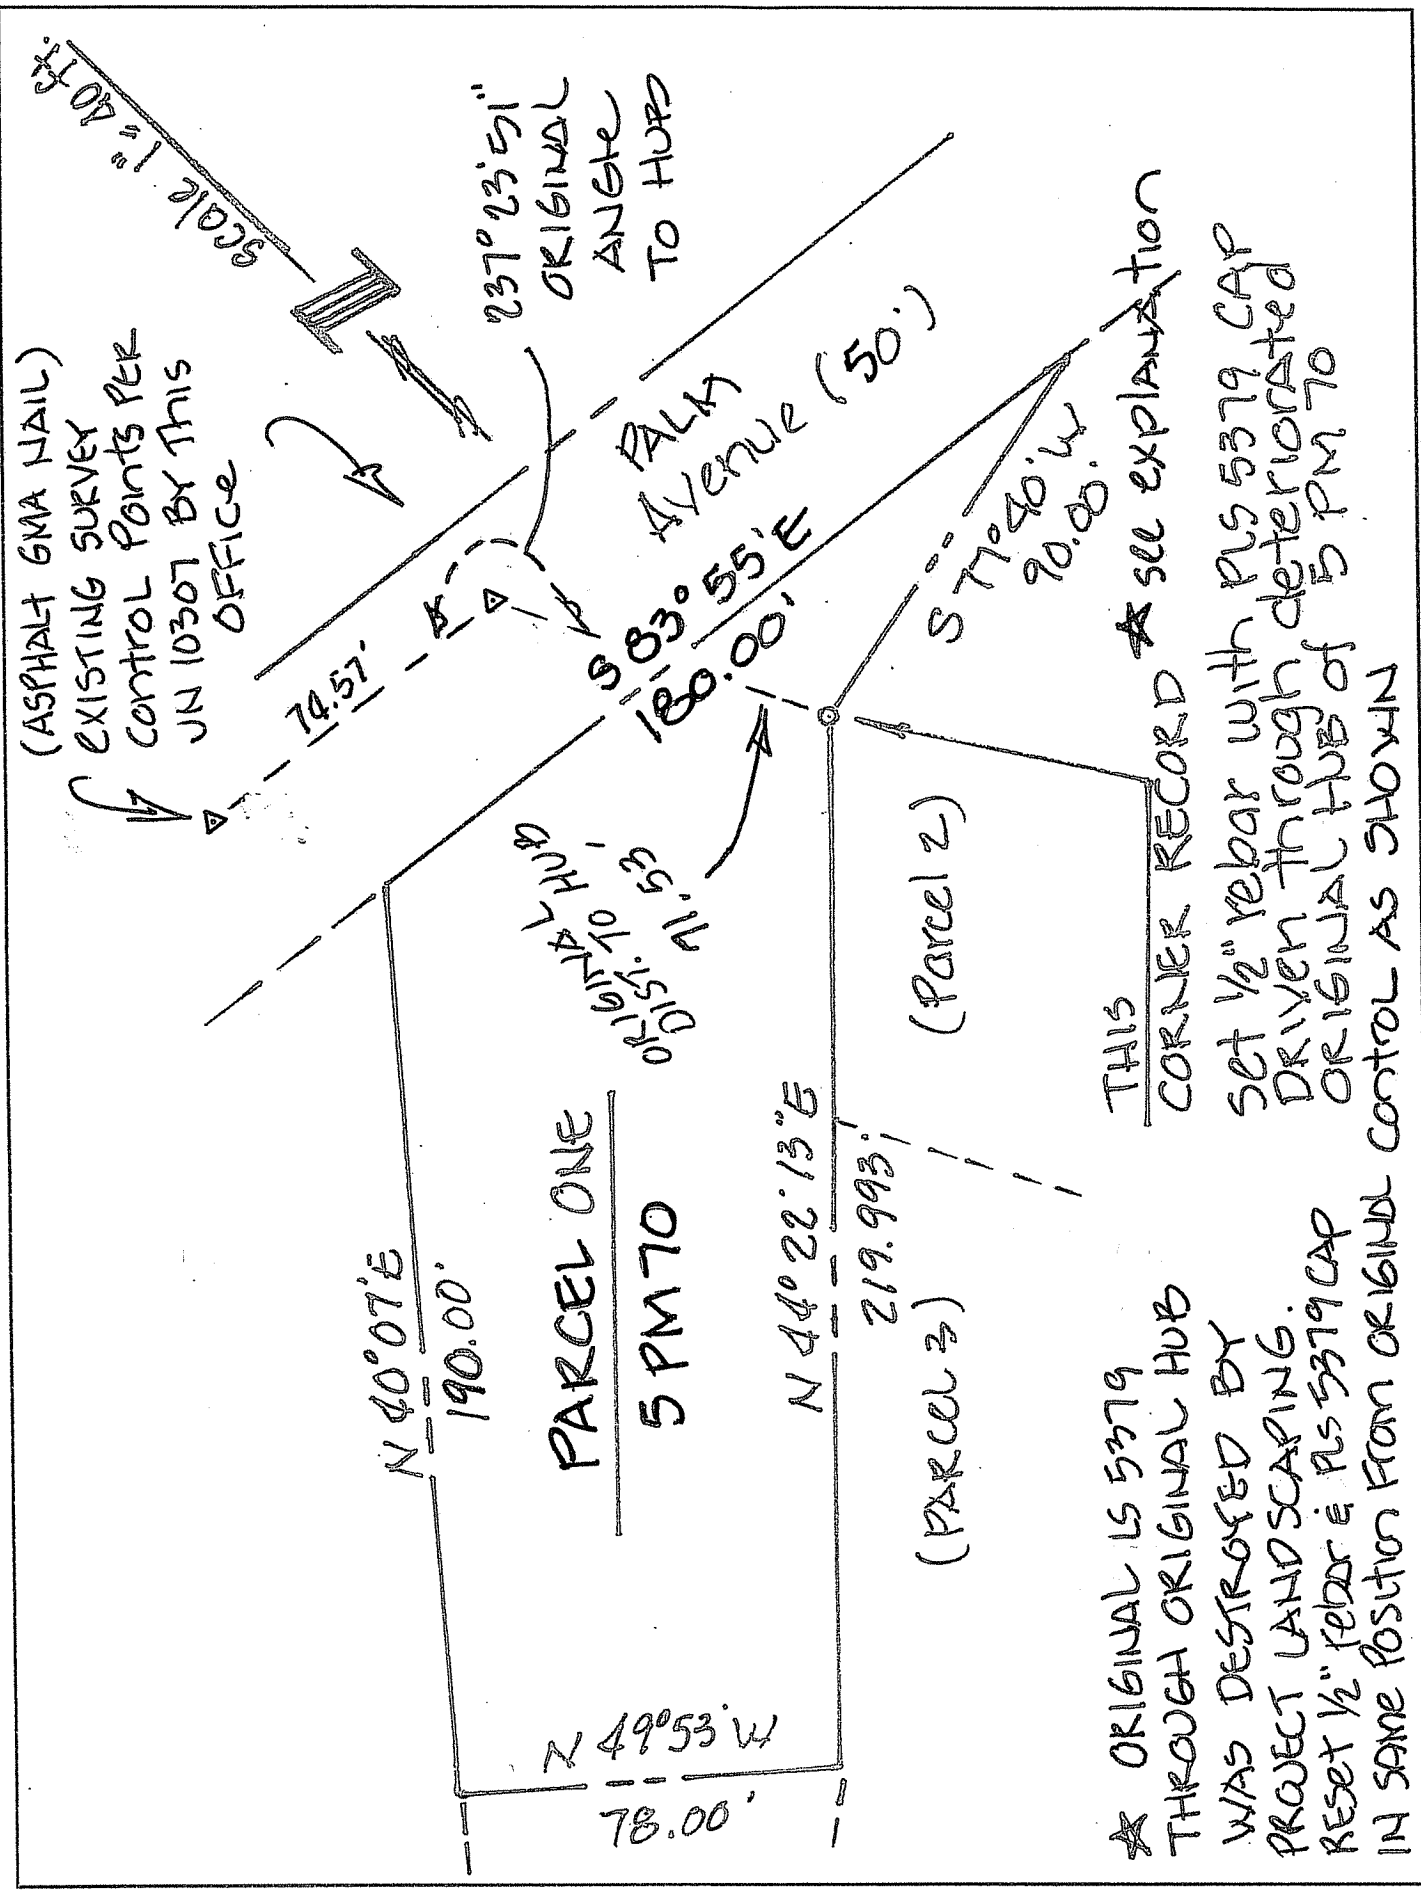 (ASPHALT GMA NAIL)
EXISTING SURVEY
CONTROL POINTS PER
JN 10307 BY THIS
OFFICE
SCALE 1" = 40 FT.
237° 23' 51"
ORIGINAL
ANGLE
TO HUB
74.57'
PALM
AVENUE (50')
S 83° 55' E
180.00'
ORIGINAL HUB
DIST. TO
71.53'
N 40° 07' E
190.00'
PARCEL ONE
5 PM 70
N 44° 22' 13" E
219.993'
S 77° 40' W
90.00'
N 49° 53' W
78.00'
(PARCEL 3)
(Parcel 2)
THIS
CORNER RECORD * see explanation
Set 1/2" rebar with PLS 5379 CAP
DRIVEN through deteriorated
ORIGINAL HUB of 5 PM 70
* ORIGINAL LS 5379
THROUGH ORIGINAL HUB
WAS DESTROYED BY
PROJECT LANDSCAPING.
RESET 1/2" rebar & PLS 5379 CAP
IN SAME POSITION FROM ORIGINAL CONTROL AS SHOWN